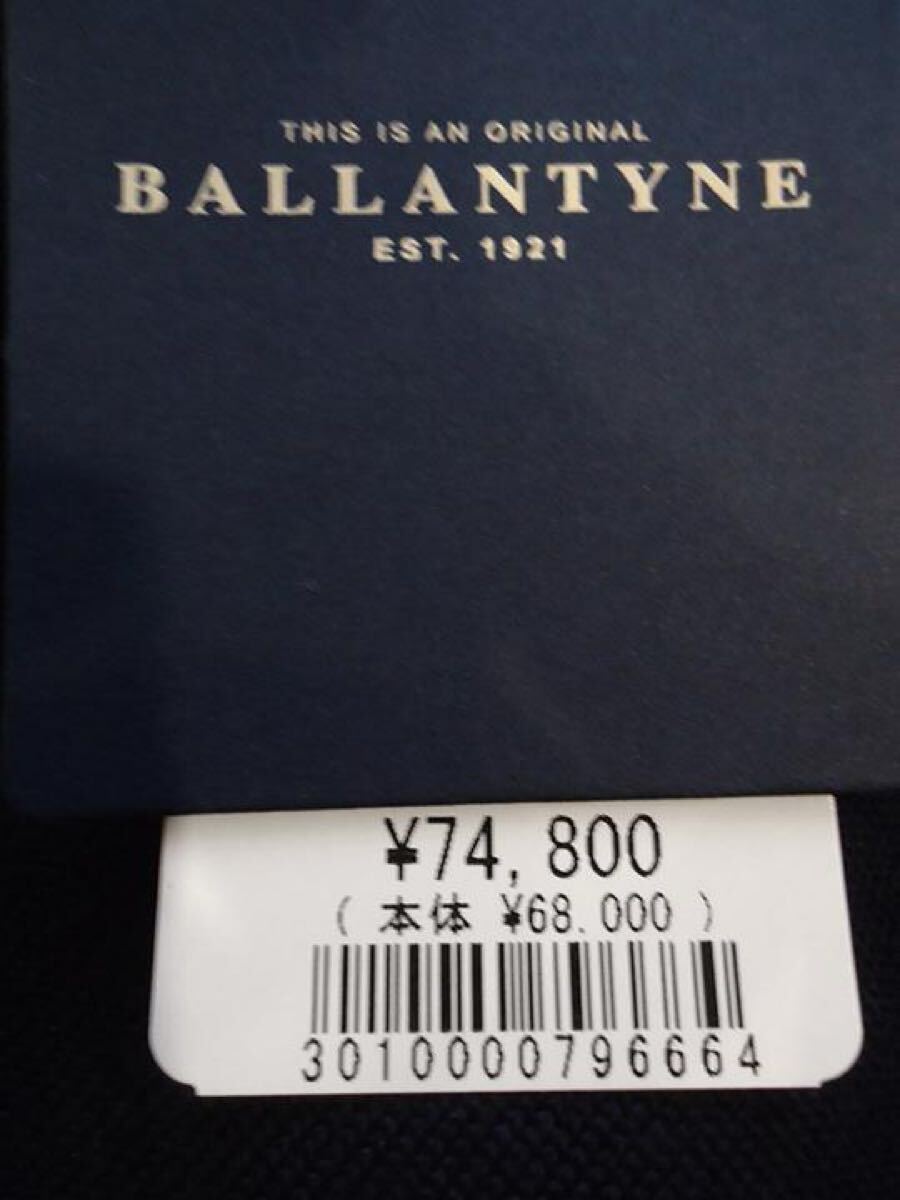 THIS IS AN ORIGINAL
BALLANTYNE
EST. 1921
¥74,800
(本体 ¥68.000)
3010000796664